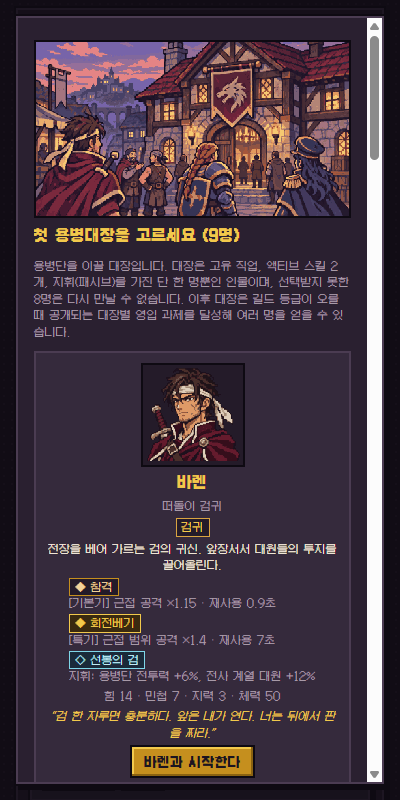 첫 용병대장을 고르세요 (9명)
용병단을 이끌 대장입니다. 대장은 고유 직업, 액티브 스킬 2
개, 지휘(패시브)를 가진 단 한 명뿐인 인물이며, 선택받지 못한
8명은 다시 만날 수 없습니다. 이후 대장은 길드 등급이 오를
때 공개되는 대장별 영입 과제를 달성해 여러 명을 얻을 수 있
습니다.
바렌
떠돌이 검귀
검귀
전장을 베어 가르는 검의 귀신. 앞장서서 대원들의 투지를
끌어올린다.
◆ 참격
[기본기] 근접 공격 ×1.15 · 재사용 0.9초
◆ 회전베기
[특기] 근접 범위 공격 ×1.4 · 재사용 7초
◇ 선봉의 검
지휘: 용병단 전투력 +6%, 전사 계열 대원 +12%
힘 14 · 민첩 7 · 지력 3 · 체력 50
“검 한 자루면 충분하다. 앞은 내가 연다. 너는 뒤에서 판
을 짜라.”
바렌과 시작한다